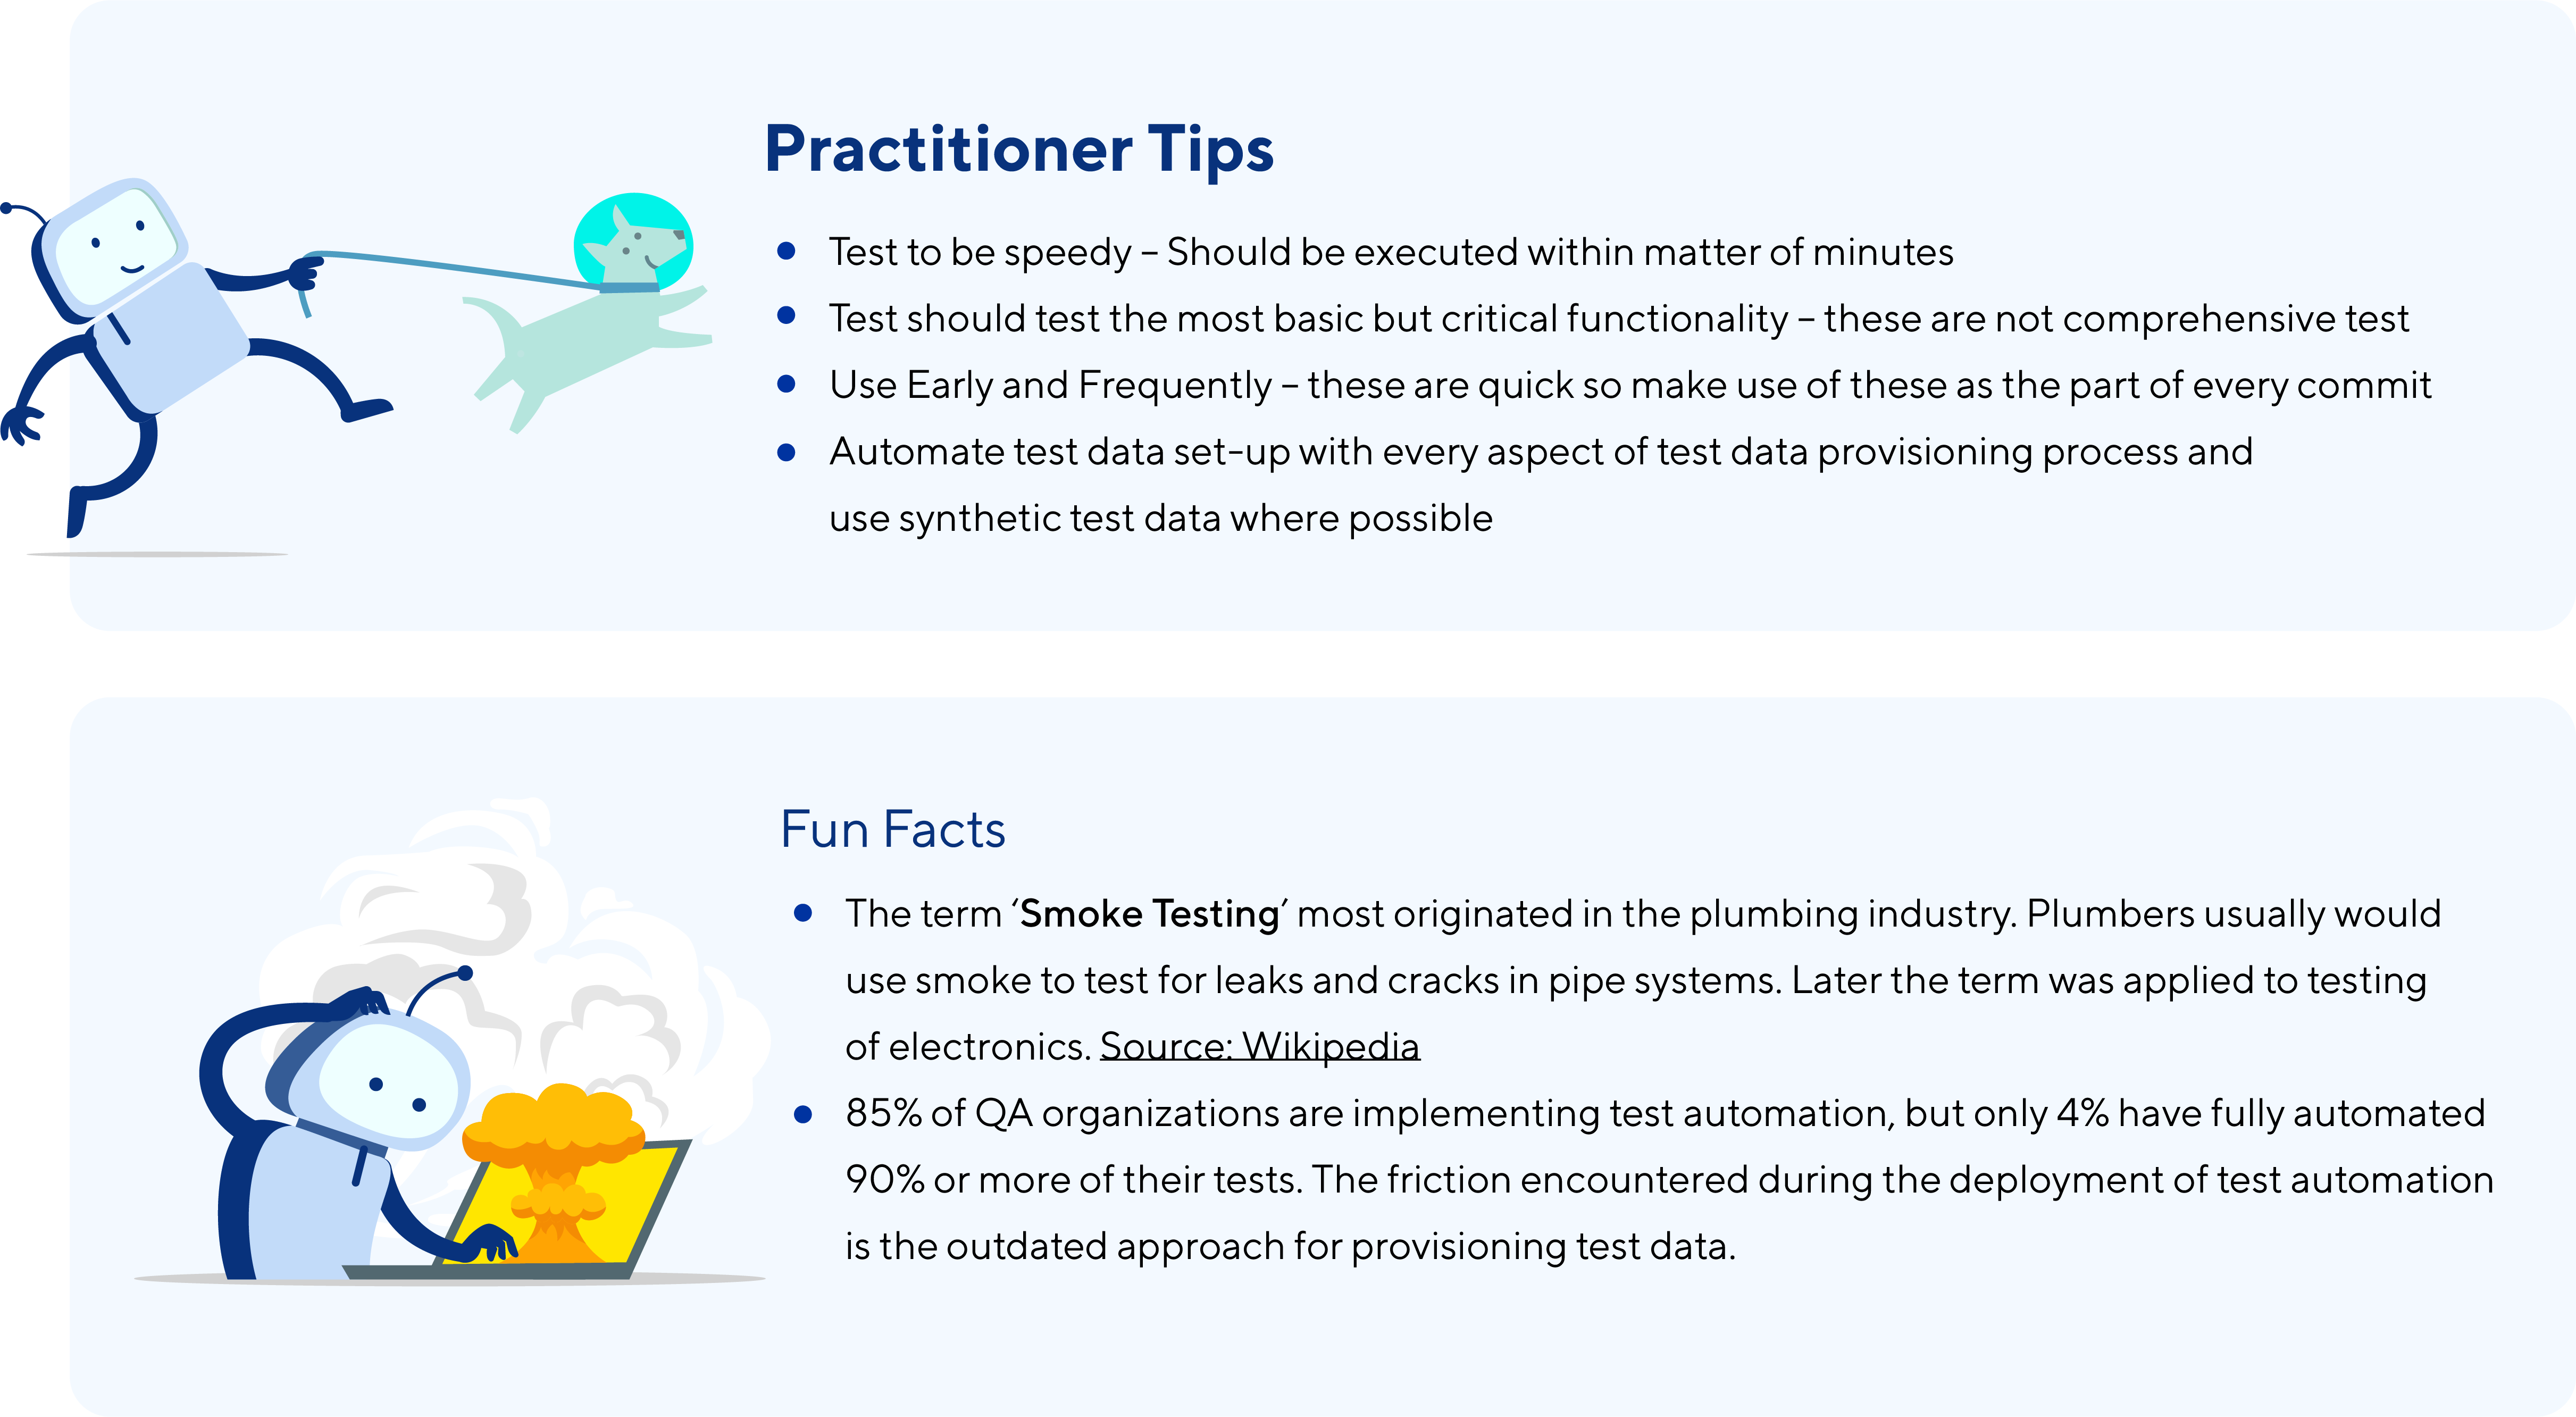 Practitioner Tips
Test to be speedy – Should be executed within matter of minutes
Test should test the most basic but critical functionality – these are not comprehensive test
Use Early and Frequently – these are quick so make use of these as the part of every commit
Automate test data set-up with every aspect of test data provisioning process and
use synthetic test data where possible
Fun Facts
The term ‘Smoke Testing’ most originated in the plumbing industry. Plumbers usually would
use smoke to test for leaks and cracks in pipe systems. Later the term was applied to testing
of electronics. Source: Wikipedia
85% of QA organizations are implementing test automation, but only 4% have fully automated
90% or more of their tests. The friction encountered during the deployment of test automation
is the outdated approach for provisioning test data.